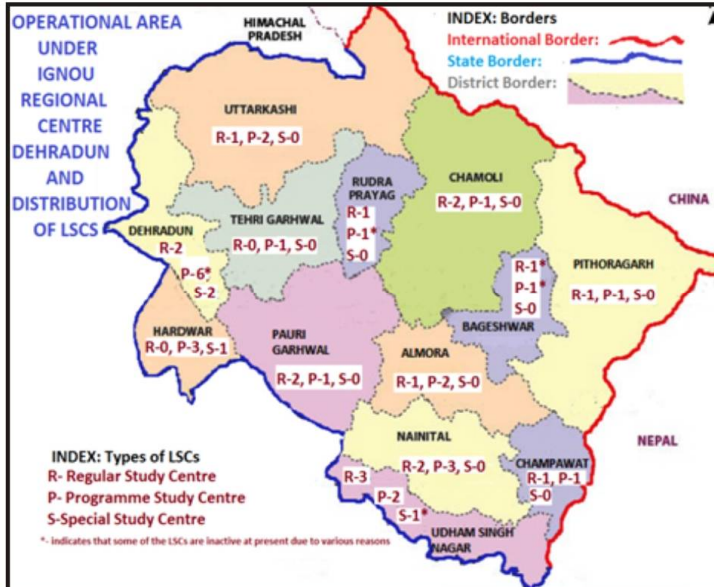 OPERATIONAL AREA
UNDER
IGNOU
REGIONAL
CENTRE
DEHRADUN
AND
DISTRIBUTION
OF LSCS
HIMACHAL
PRADESH
INDEX: Borders
International Border:
State Border:
District Border:
UTTARKASHI
R-1, P-2, S-0
CHAMOLI
R-2, P-1, S-0
RUDRA
PRAYAG
R-1
P-1*
S-0
TEHRI GARHWAL
R-0, P-1, S-0
CHINA
DEHRADUN
R-2
P-6*
S-2
PITHORAGARH
R-1, P-1, S-0
R-1*
P-1*
S-0
BAGESHWAR
HARDWAR
R-0, P-3, S-1
PAURI
GARHWAL
R-2, P-1, S-0
ALMORA
R-1, P-2, S-0
NAINITAL
R-2, P-3, S-0
NEPAL
CHAMPAWAT
R-1, P-1
S-0
R-3
P-2
S-1*
UDHAM SINGH
NAGAR
INDEX: Types of LSCs
R- Regular Study Centre
P- Programme Study Centre
S-Special Study Centre
*- indicates that some of the LSCs are inactive at present due to various reasons